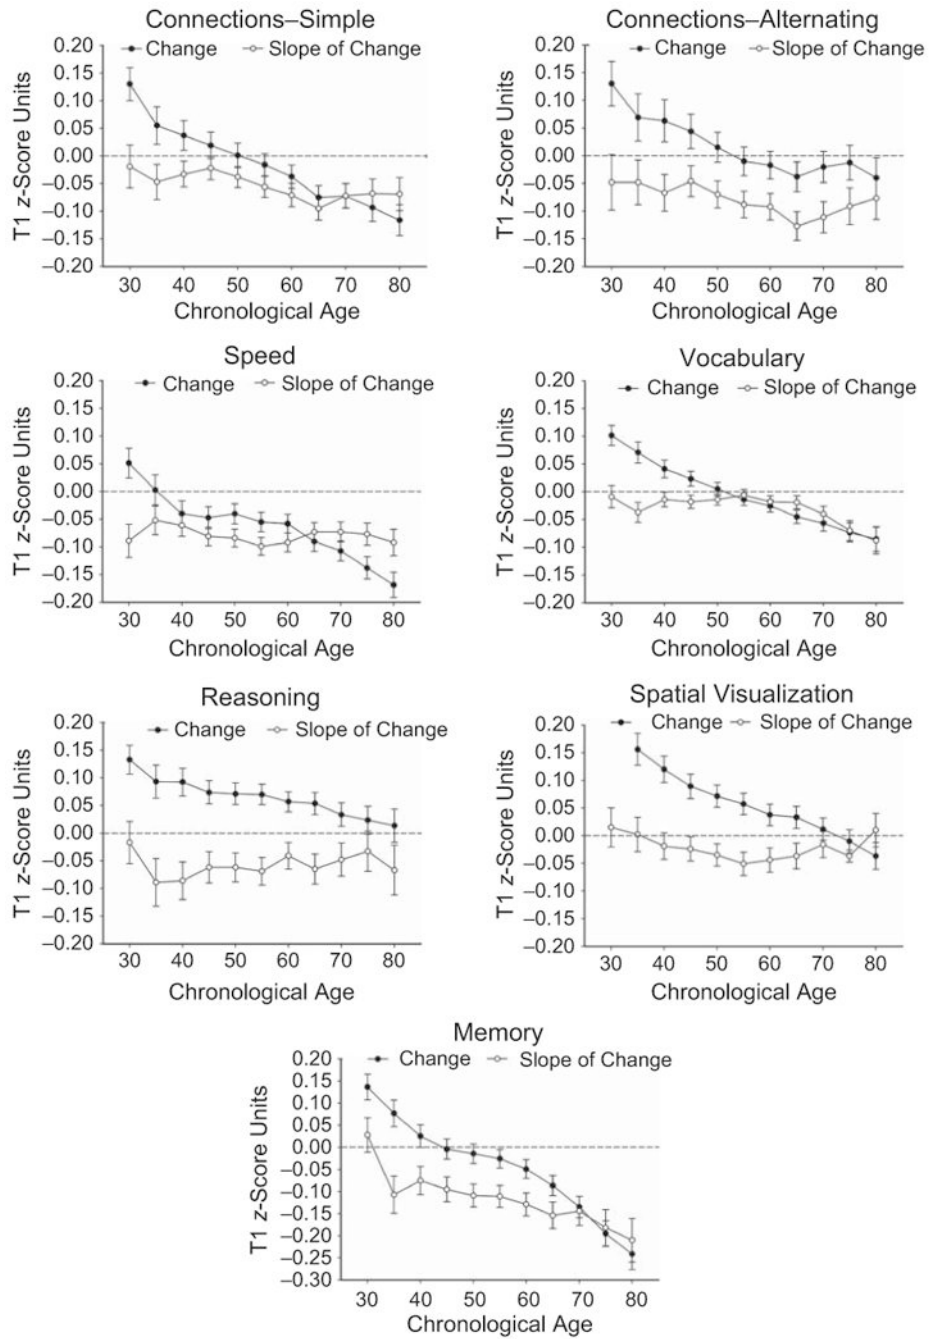 Connections–Simple
Change Slope of Change
T1 z-Score Units
0.20
0.15
0.10
0.05
0.00
–0.05
–0.10
–0.15
–0.20
30 40 50 60 70 80
Chronological Age
Connections–Alternating
Change Slope of Change
T1 z-Score Units
0.20
0.15
0.10
0.05
0.00
–0.05
–0.10
–0.15
–0.20
30 40 50 60 70 80
Chronological Age
Speed
Change Slope of Change
T1 z-Score Units
0.20
0.15
0.10
0.05
0.00
–0.05
–0.10
–0.15
–0.20
30 40 50 60 70 80
Chronological Age
Vocabulary
Change Slope of Change
T1 z-Score Units
0.20
0.15
0.10
0.05
0.00
–0.05
–0.10
–0.15
–0.20
30 40 50 60 70 80
Chronological Age
Reasoning
Change Slope of Change
T1 z-Score Units
0.20
0.15
0.10
0.05
0.00
–0.05
–0.10
–0.15
–0.20
30 40 50 60 70 80
Chronological Age
Spatial Visualization
Change Slope of Change
T1 z-Score Units
0.20
0.15
0.10
0.05
0.00
–0.05
–0.10
–0.15
–0.20
30 40 50 60 70 80
Chronological Age
Memory
Change Slope of Change
T1 z-Score Units
0.20
0.15
0.10
0.05
0.00
–0.05
–0.10
–0.15
–0.20
–0.25
–0.30
30 40 50 60 70 80
Chronological Age